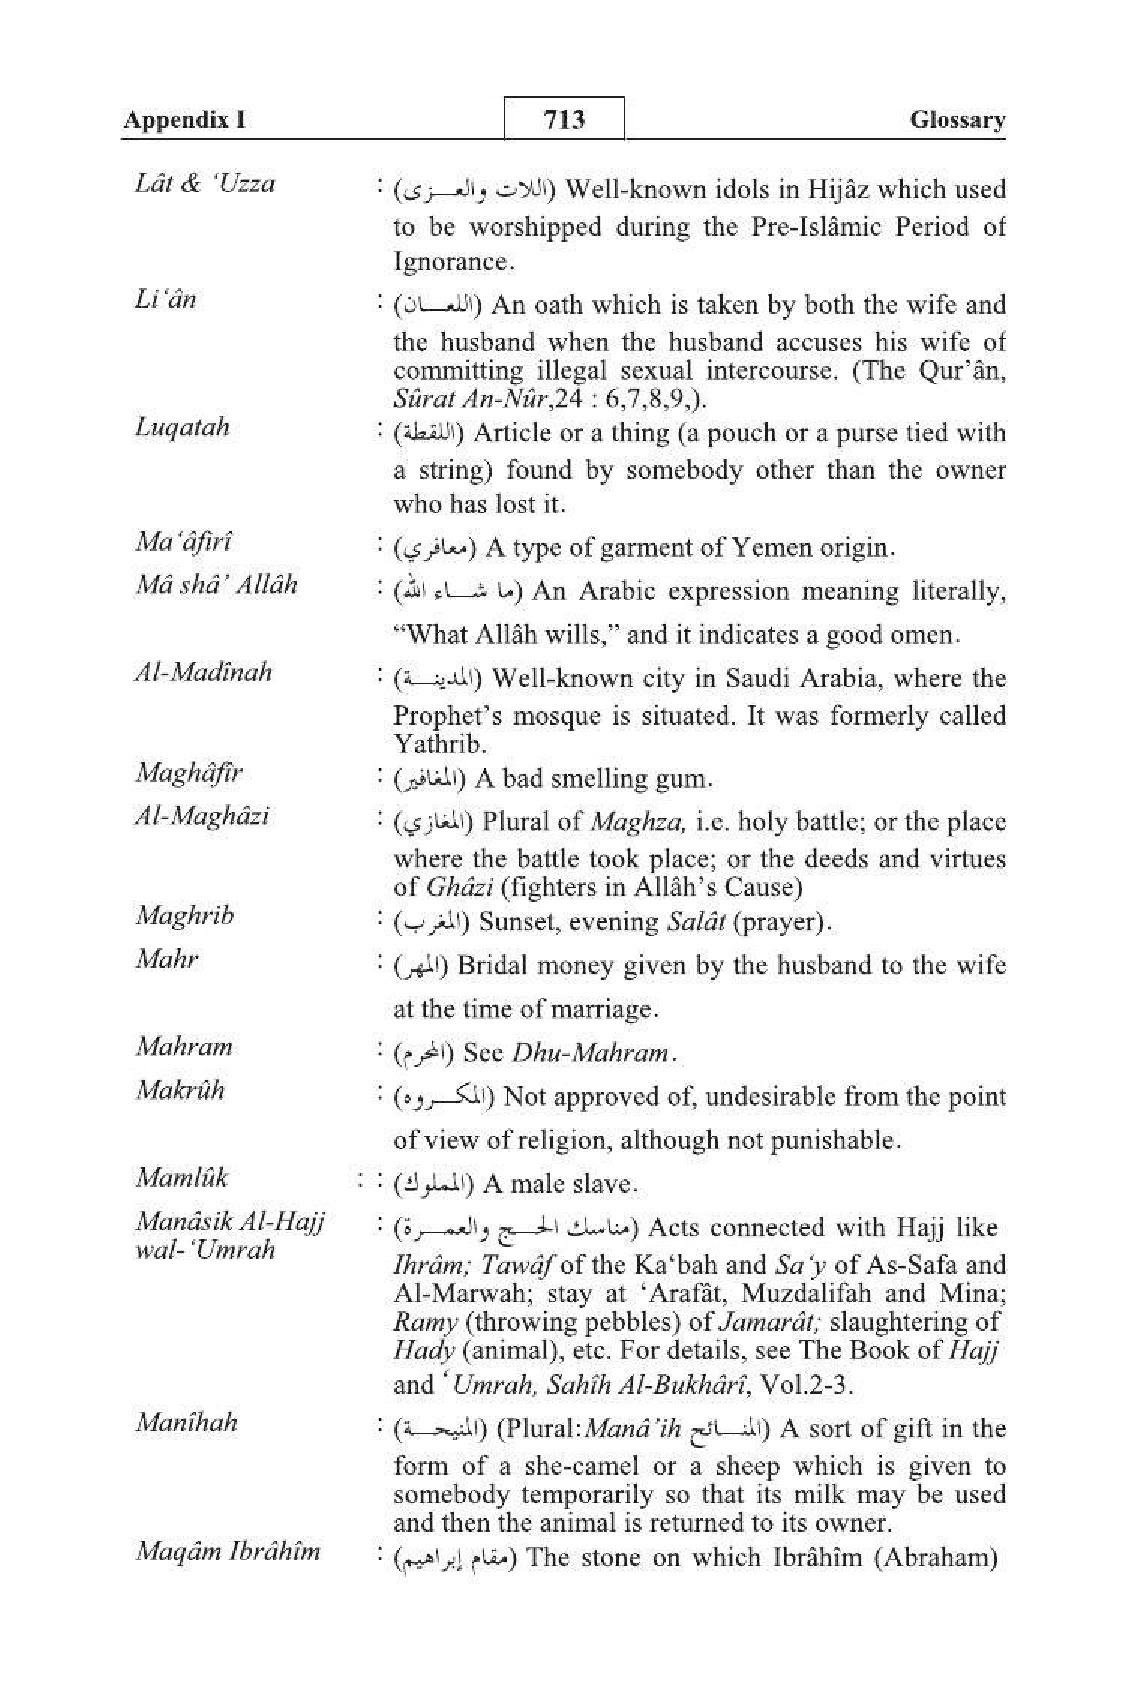 Appendix I 713 Glossary
Lât & ‘Uzza : (اللات والعـــزى) Well-known idols in Hijâz which used
to be worshipped during the Pre-Islâmic Period of
Ignorance.
Li‘ân : (اللعـــان) An oath which is taken by both the wife and
the husband when the husband accuses his wife of
committing illegal sexual intercourse. (The Qur’ân,
Sûrat An-Nûr,24 : 6,7,8,9,).
Luqatah : (اللقطة) Article or a thing (a pouch or a purse tied with
a string) found by somebody other than the owner
who has lost it.
Ma‘âfirî : (معافري) A type of garment of Yemen origin.
Mâ shâ’ Allâh : (ما شـــاء الله) An Arabic expression meaning literally,
“What Allâh wills,” and it indicates a good omen.
Al-Madînah : (المدينـــة) Well-known city in Saudi Arabia, where the
Prophet’s mosque is situated. It was formerly called
Yathrib.
Maghâfîr : (المغافير) A bad smelling gum.
Al-Maghâzi : (المغازي) Plural of Maghza, i.e. holy battle; or the place
where the battle took place; or the deeds and virtues
of Ghâzi (fighters in Allâh’s Cause)
Maghrib : (المغرب) Sunset, evening Salât (prayer).
Mahr : (المهر) Bridal money given by the husband to the wife
at the time of marriage.
Mahram : (المحرم) See Dhu-Mahram.
Makrûh : (المكـــروه) Not approved of, undesirable from the point
of view of religion, although not punishable.
Mamlûk : : (المملوك) A male slave.
Manâsik Al-Hajj : (مناسك الحـــج والعمـــرة) Acts connected with Hajj like
wal-‘Umrah
Ihrâm; Tawâf of the Ka‘bah and Sa‘y of As-Safa and
Al-Marwah; stay at ‘Arafât, Muzdalifah and Mina;
Ramy (throwing pebbles) of Jamarât; slaughtering of
Hady (animal), etc. For details, see The Book of Hajj
and ‘Umrah, Sahîh Al-Bukhârî, Vol.2-3.
Manîhah : (المنيحـــة) (Plural:Manâ’ih المنـــائح) A sort of gift in the
form of a she-camel or a sheep which is given to
somebody temporarily so that its milk may be used
and then the animal is returned to its owner.
Maqâm Ibrâhîm : (مقام إبراهيم) The stone on which Ibrâhîm (Abraham)